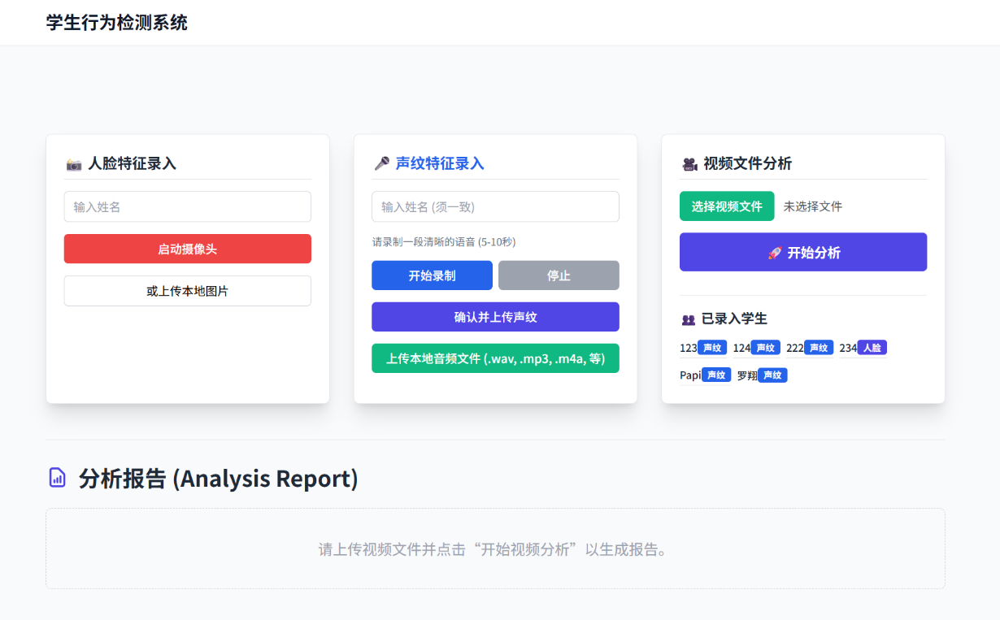 学生行为检测系统
人脸特征录入
输入姓名
启动摄像头
或上传本地图片
声纹特征录入
输入姓名 (须一致)
请录制一段清晰的语音 (5-10秒)
开始录制
停止
确认并上传声纹
上传本地音频文件 (.wav, .mp3, .m4a, 等)
视频文件分析
选择视频文件 未选择文件
开始分析
已录入学生
123 声纹 124 声纹 222 声纹 234 人脸
Papi 声纹 罗翔 声纹
分析报告 (Analysis Report)
请上传视频文件并点击“开始视频分析”以生成报告。